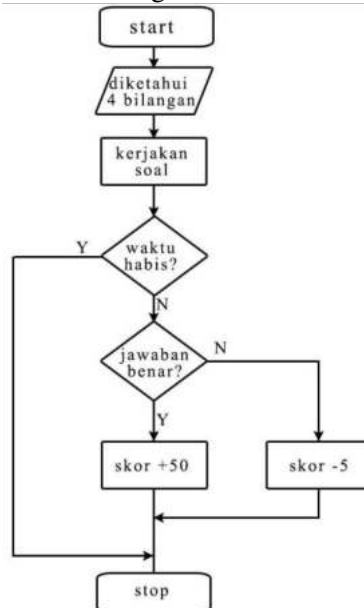 start
diketahui
4 bilangan
kerjakan
soal
Y
waktu
habis?
N
jawaban
benar?
N
Y
skor +50
skor -5
stop